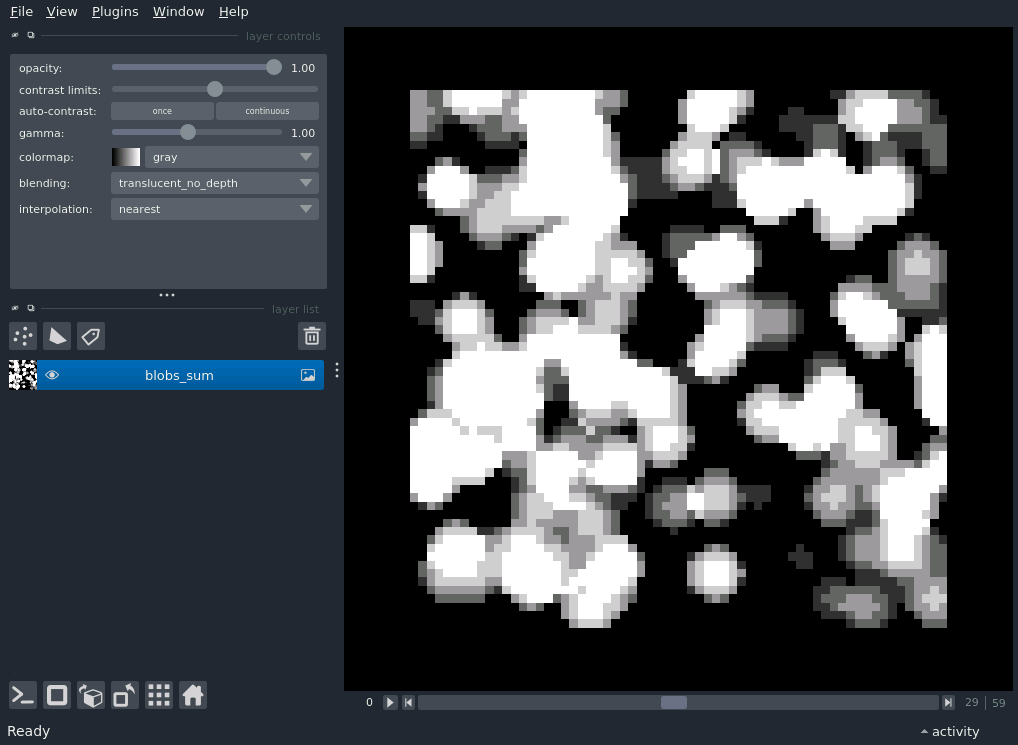 File View Plugins Window Help
layer controls
opacity: 1.00
contrast limits:
auto-contrast: once continuous
gamma: 1.00
colormap: gray
blending: translucent_no_depth
interpolation: nearest
layer list
blobs_sum
0 29 59
Ready activity